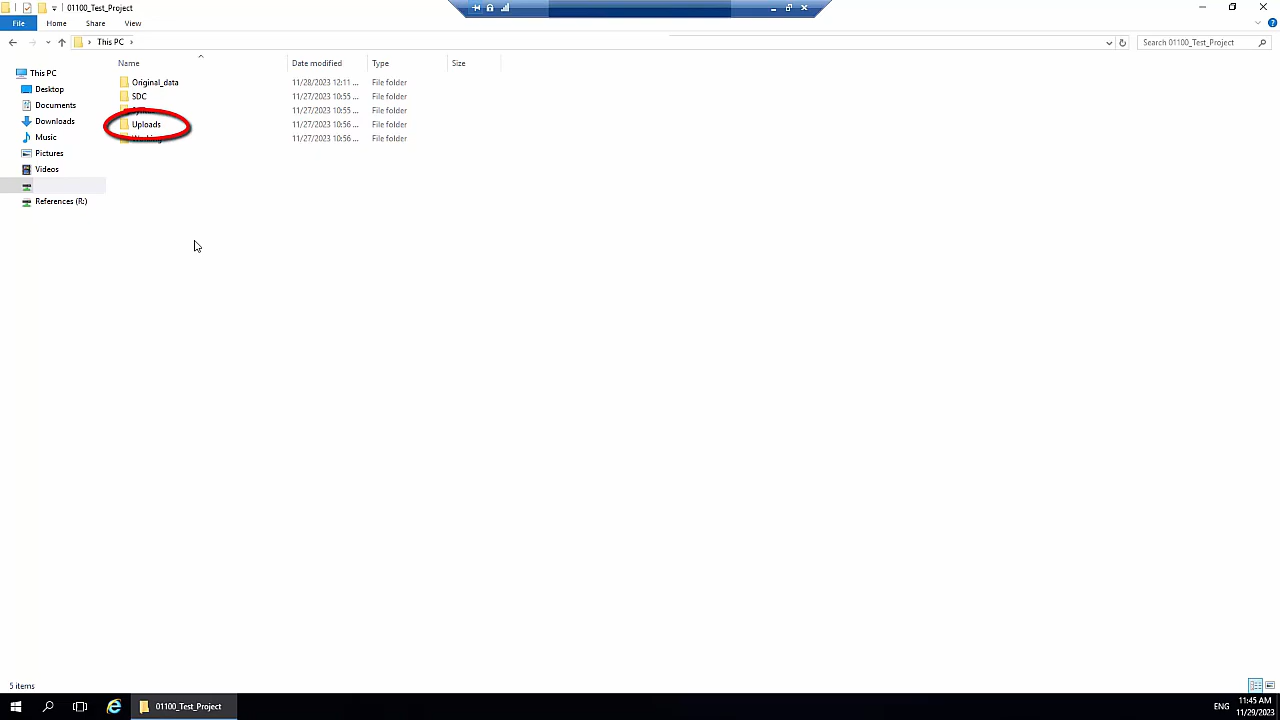 01100_Test_Project
File Home Share View
This PC Search 01100_Test_Project
Name Date modified Type Size
Original_data 11/28/2023 12:11 ... File folder
SDC 11/27/2023 10:55 ... File folder
11/27/2023 10:55 ... File folder
Uploads 11/27/2023 10:56 ... File folder
11/27/2023 10:56 ... File folder
This PC
Desktop
Documents
Downloads
Music
Pictures
Videos
References (R:)
5 items
01100_Test_Project
ENG
11:45 AM
11/29/2023